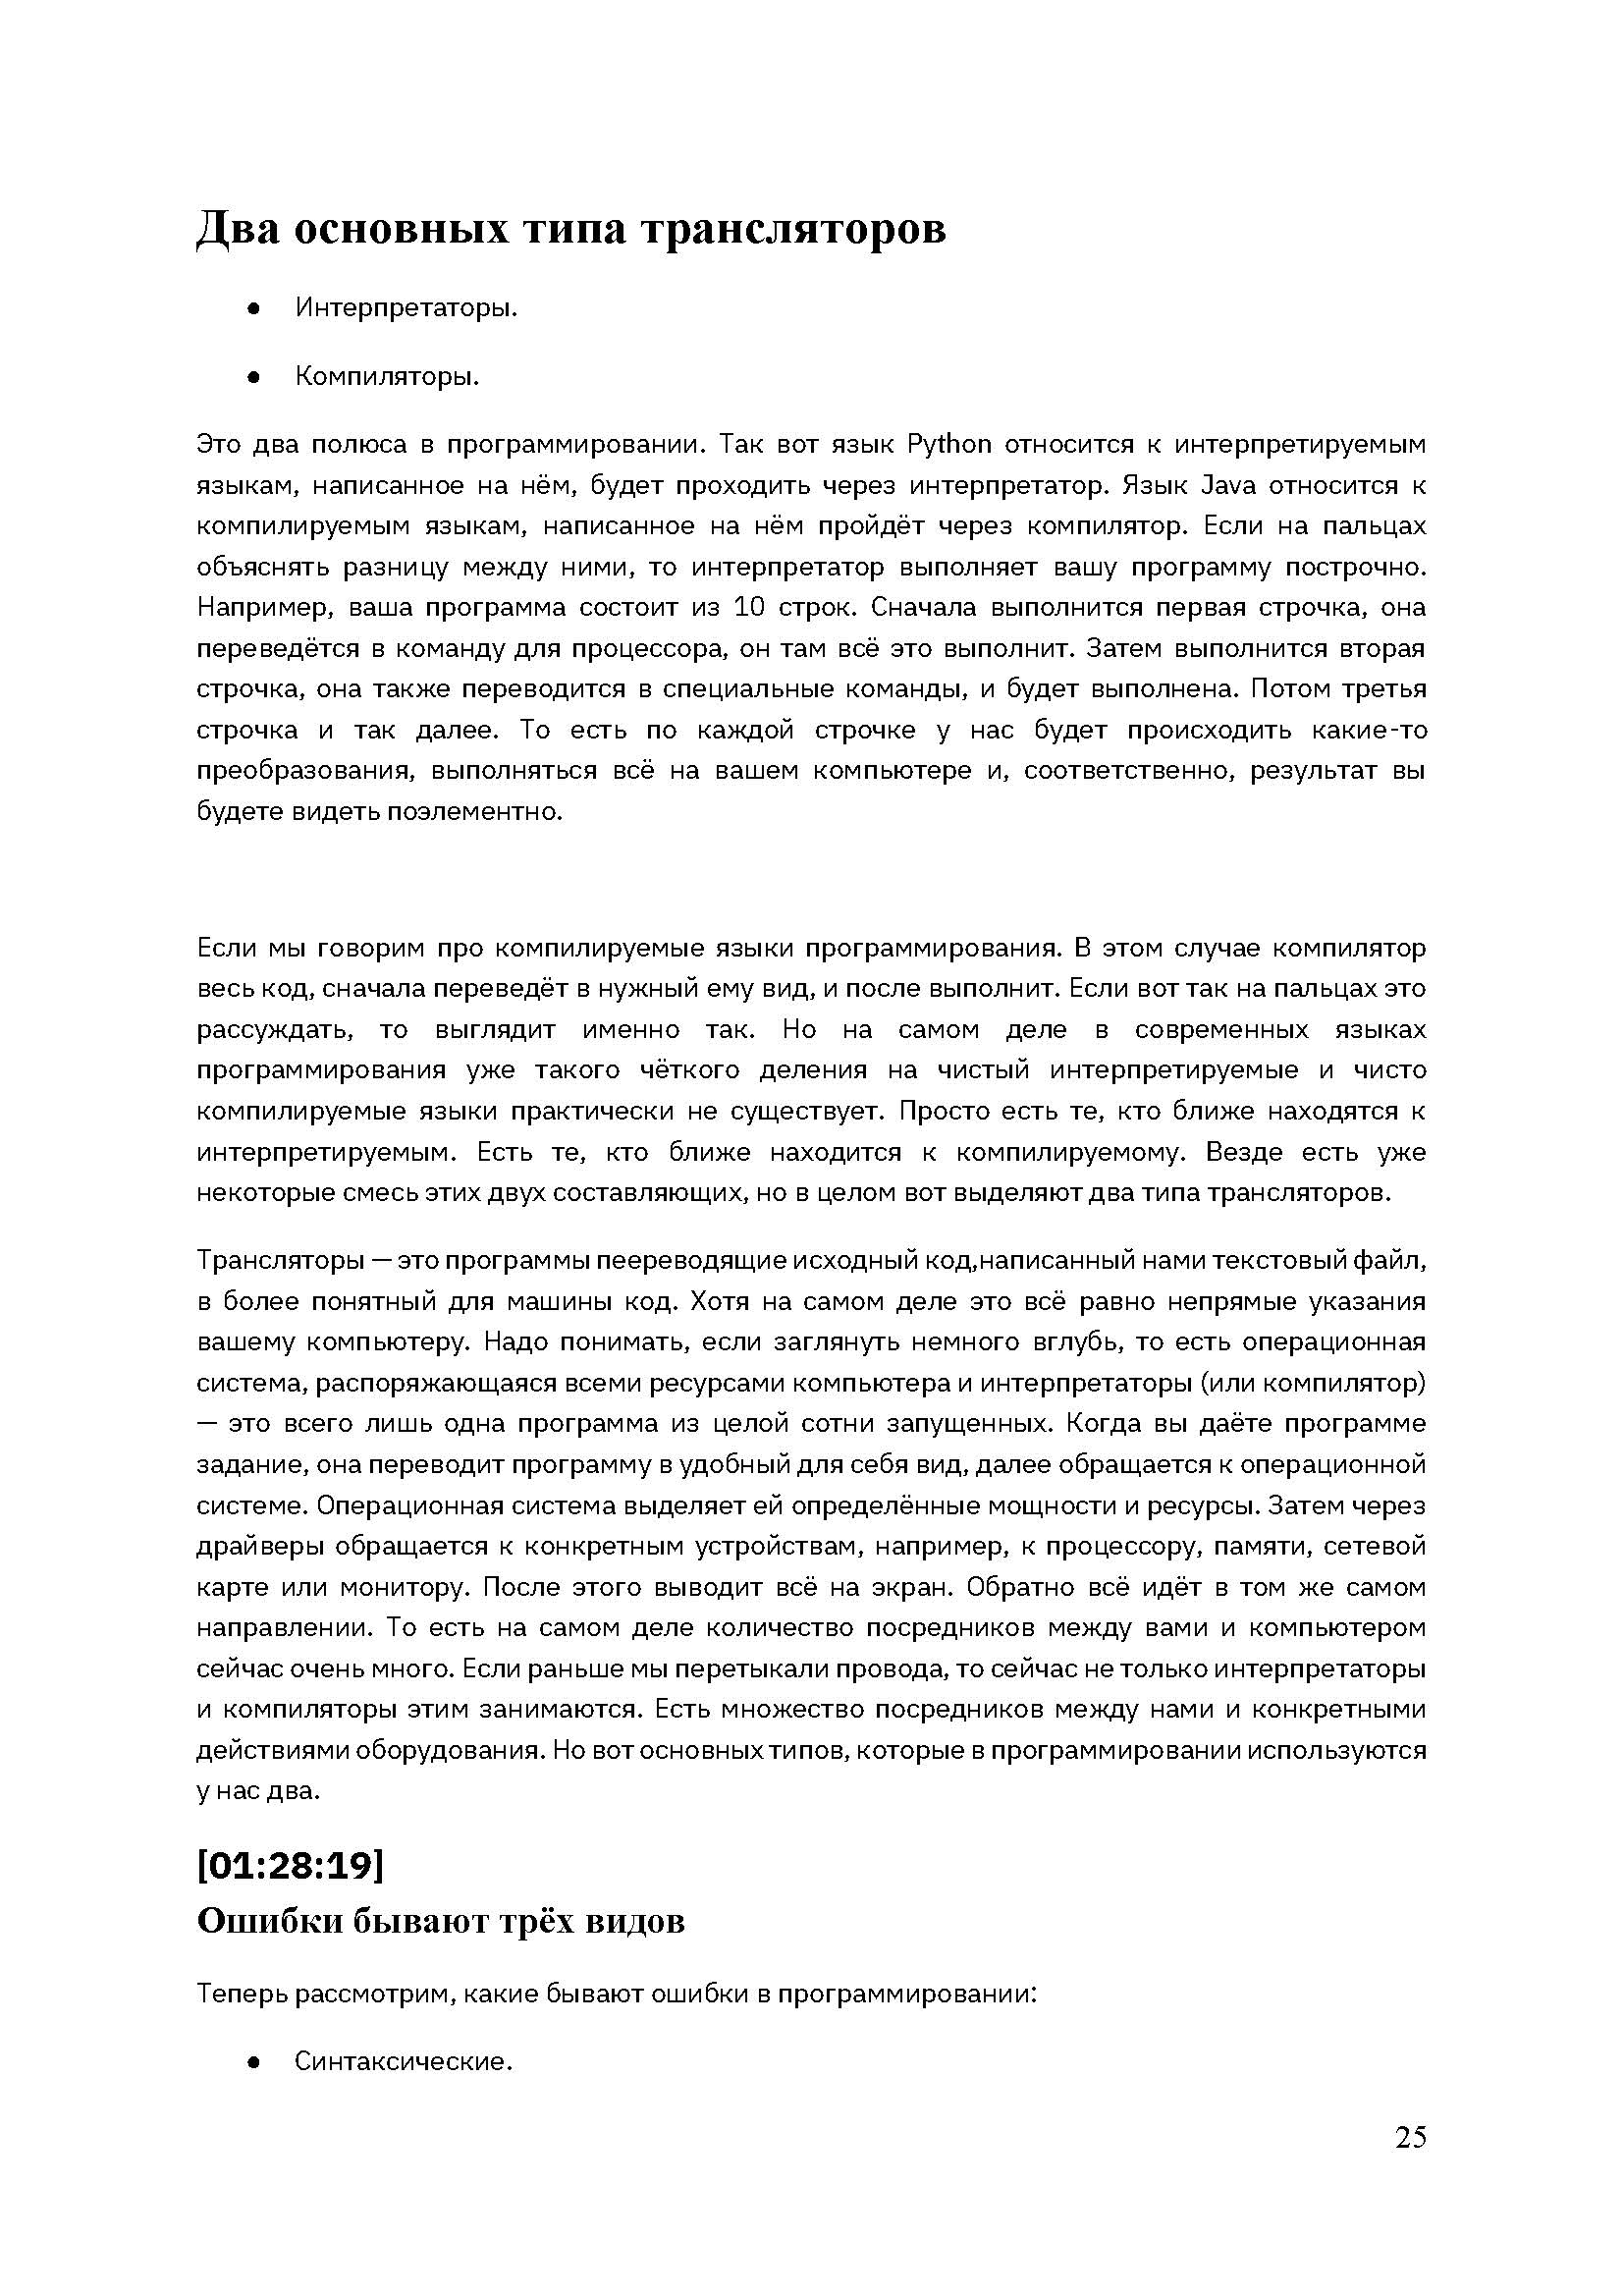 Два основных типа трансляторов
● Интерпретаторы.
● Компиляторы.
Это два полюса в программировании. Так вот язык Python относится к интерпретируемым
языкам, написанное на нём, будет проходить через интерпретатор. Язык Java относится к
компилируемым языкам, написанное на нём пройдёт через компилятор. Если на пальцах
объяснять разницу между ними, то интерпретатор выполняет вашу программу построчно.
Например, ваша программа состоит из 10 строк. Сначала выполнится первая строчка, она
переведётся в команду для процессора, он там всё это выполнит. Затем выполнится вторая
строчка, она также переводится в специальные команды, и будет выполнена. Потом третья
строчка и так далее. То есть по каждой строчке у нас будет происходить какие-то
преобразования, выполняться всё на вашем компьютере и, соответственно, результат вы
будете видеть поэлементно.
Если мы говорим про компилируемые языки программирования. В этом случае компилятор
весь код, сначала переведёт в нужный ему вид, и после выполнит. Если вот так на пальцах это
рассуждать, то выглядит именно так. Но на самом деле в современных языках
программирования уже такого чёткого деления на чистый интерпретируемые и чисто
компилируемые языки практически не существует. Просто есть те, кто ближе находятся к
интерпретируемым. Есть те, кто ближе находится к компилируемому. Везде есть уже
некоторые смесь этих двух составляющих, но в целом вот выделяют два типа трансляторов.
Трансляторы — это программы пеереводящие исходный код,написанный нами текстовый файл,
в более понятный для машины код. Хотя на самом деле это всё равно непрямые указания
вашему компьютеру. Надо понимать, если заглянуть немного вглубь, то есть операционная
система, распоряжающаяся всеми ресурсами компьютера и интерпретаторы (или компилятор)
— это всего лишь одна программа из целой сотни запущенных. Когда вы даёте программе
задание, она переводит программу в удобный для себя вид, далее обращается к операционной
системе. Операционная система выделяет ей определённые мощности и ресурсы. Затем через
драйверы обращается к конкретным устройствам, например, к процессору, памяти, сетевой
карте или монитору. После этого выводит всё на экран. Обратно всё идёт в том же самом
направлении. То есть на самом деле количество посредников между вами и компьютером
сейчас очень много. Если раньше мы перетыкали провода, то сейчас не только интерпретаторы
и компиляторы этим занимаются. Есть множество посредников между нами и конкретными
действиями оборудования. Но вот основных типов, которые в программировании используются
у нас два.
[01:28:19]
Ошибки бывают трёх видов
Теперь рассмотрим, какие бывают ошибки в программировании:
● Синтаксические.
25